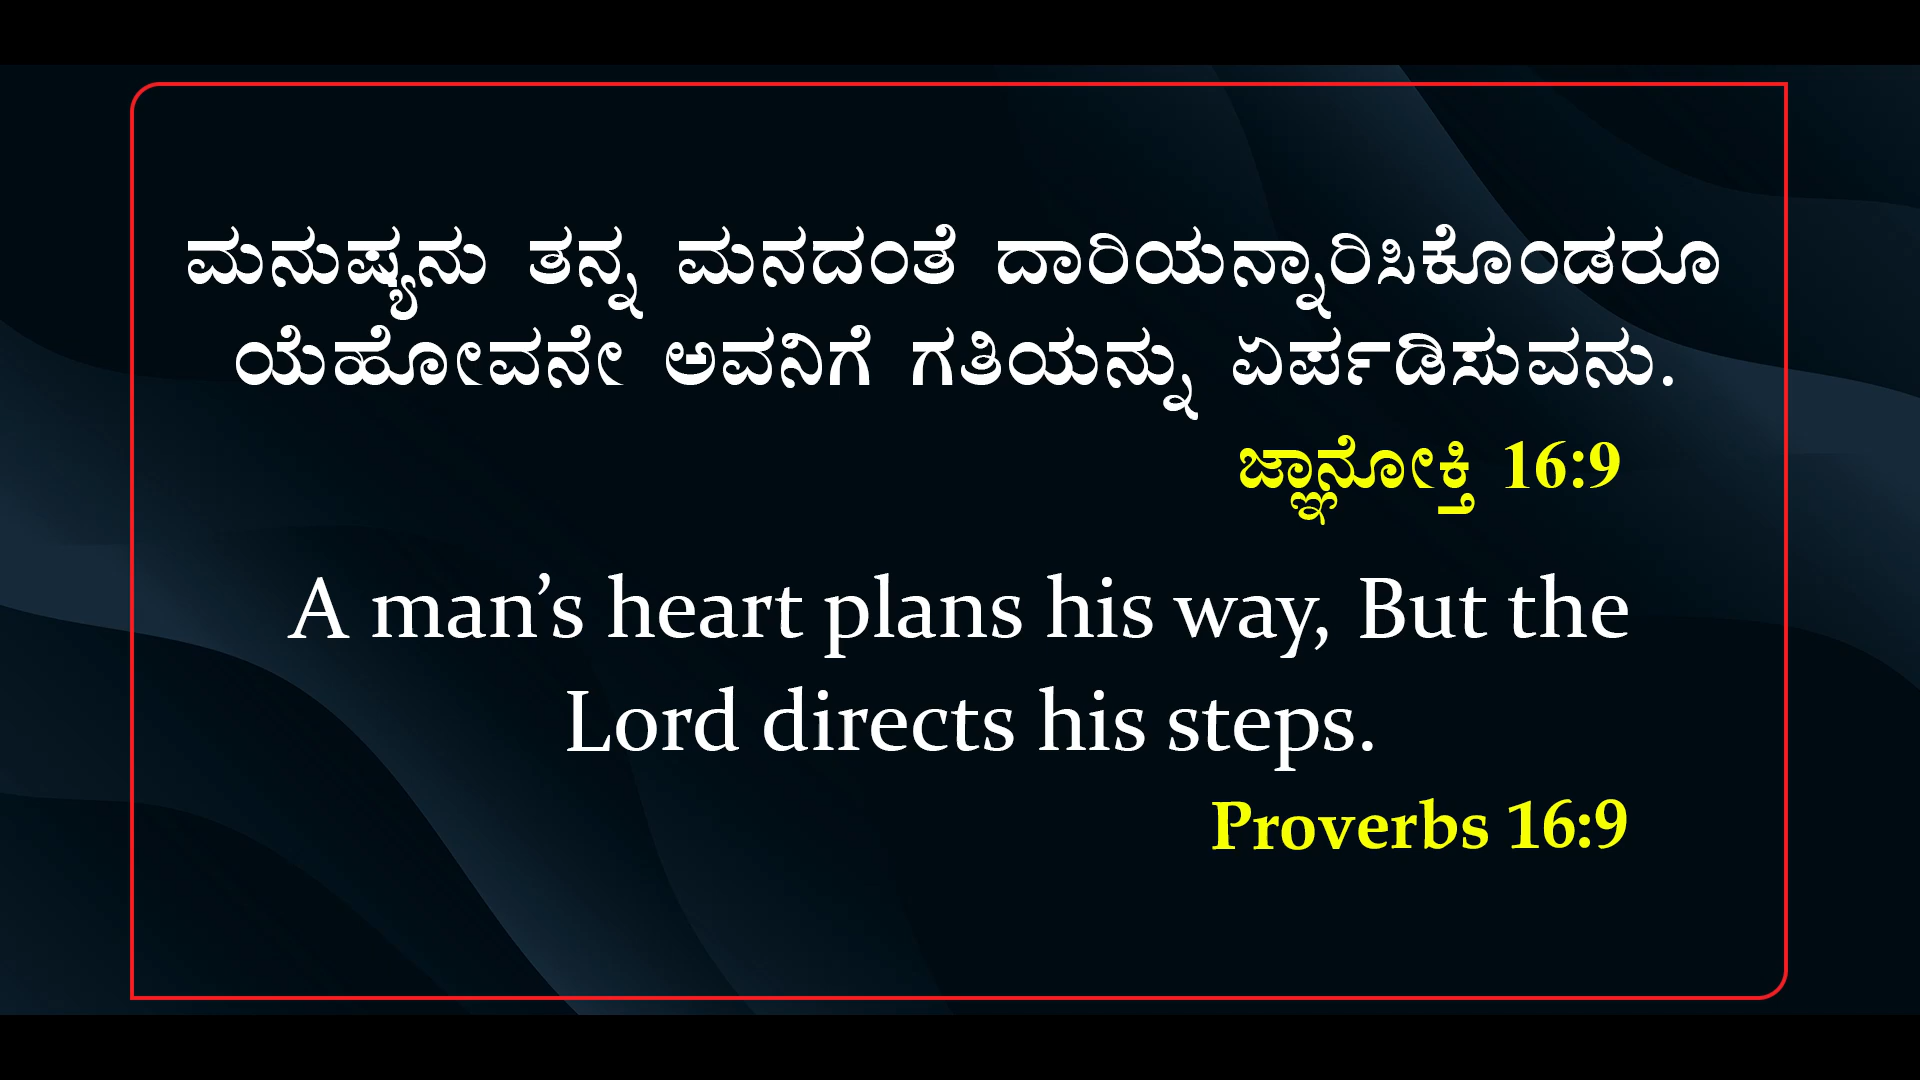 ಮನುಷ್ಯನು ತನ್ನ ಮನದಂತೆ ದಾರಿಯನ್ನಾರಿಸಿಕೊಂಡರೂ
ಯೆಹೋವನೇ ಅವನಿಗೆ ಗತಿಯನ್ನು ಏರ್ಪಡಿಸುವನು.
ಜ್ಞಾನೋಕ್ತಿ 16:9
A man’s heart plans his way, But the
Lord directs his steps.
Proverbs 16:9